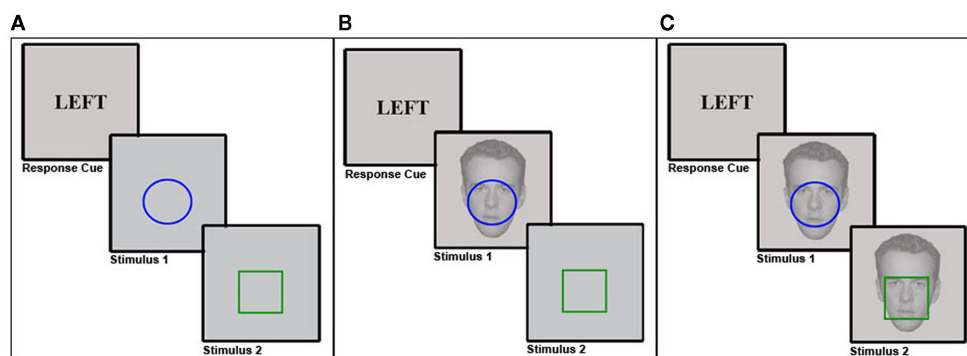 A
LEFT
Response Cue
Stimulus 1
Stimulus 2
B
LEFT
Response Cue
Stimulus 1
Stimulus 2
C
LEFT
Response Cue
Stimulus 1
Stimulus 2